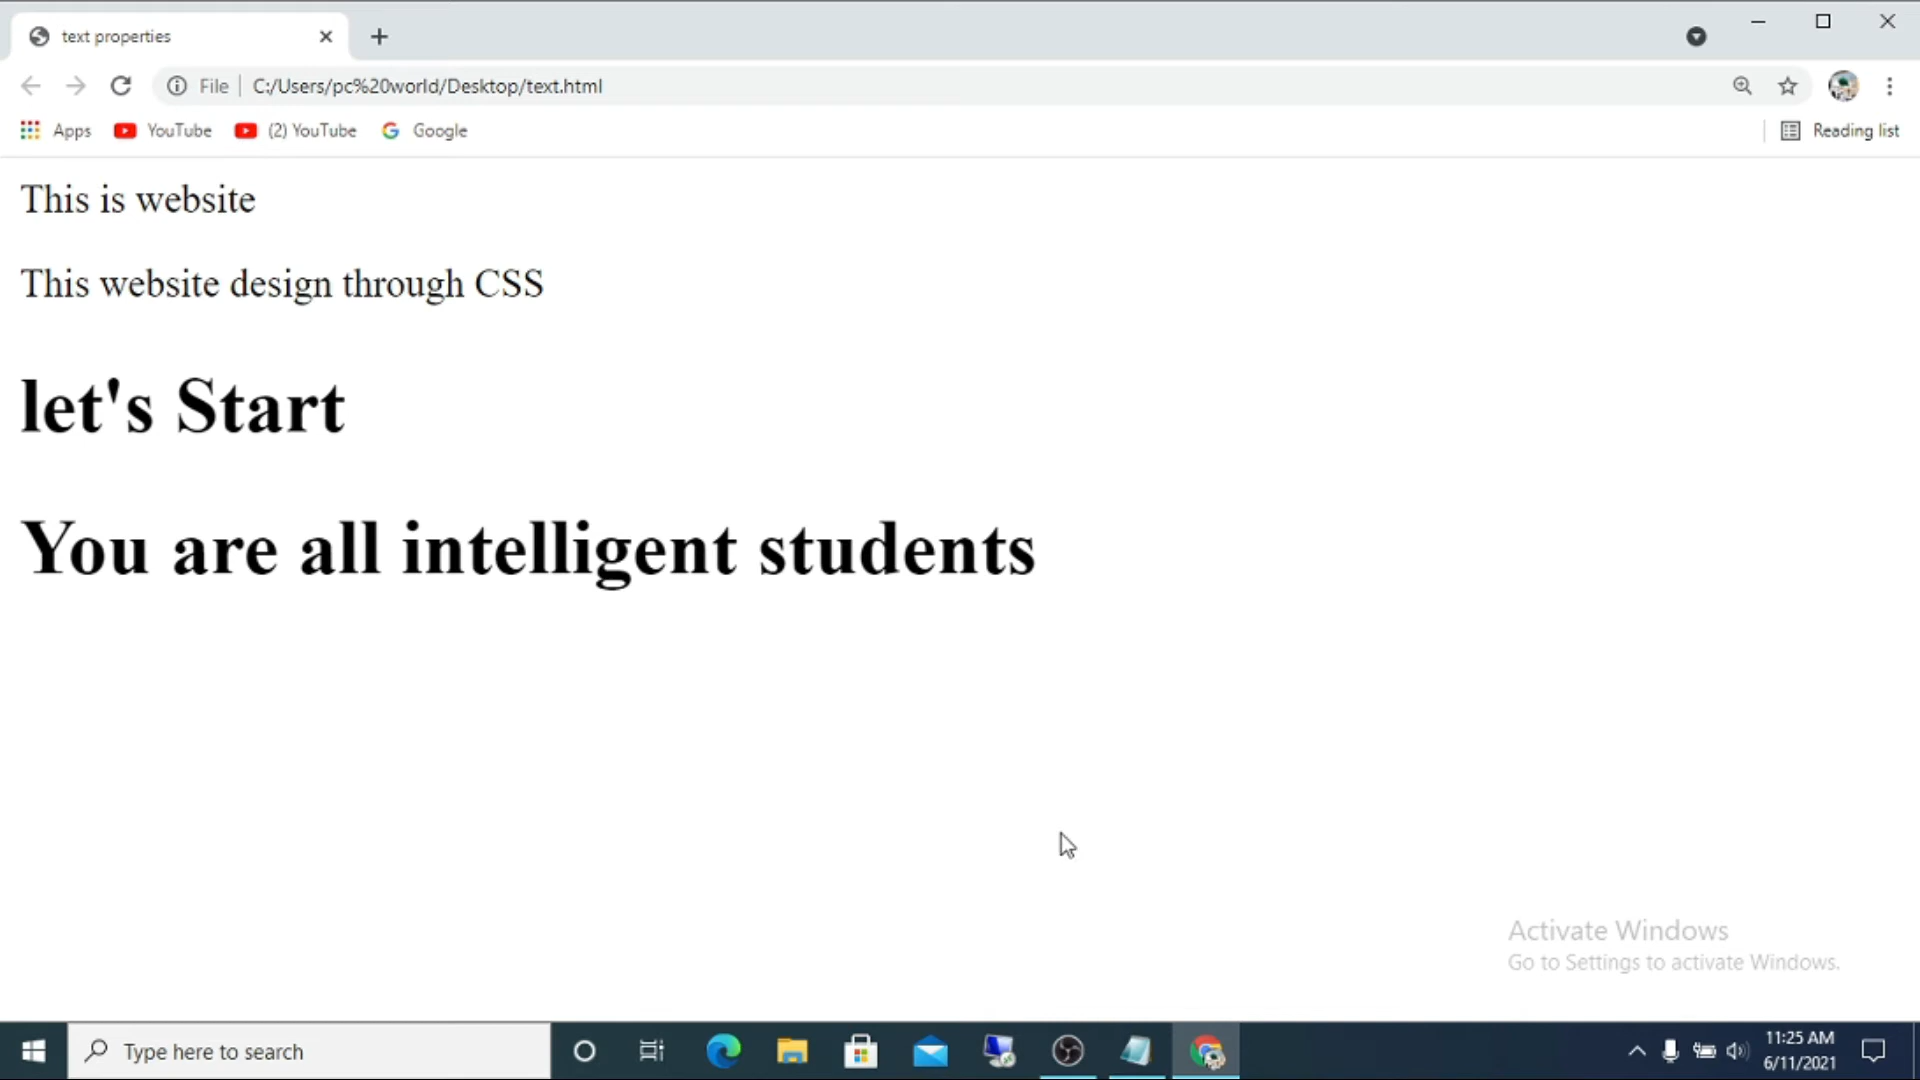 text properties
File
C:/Users/pc%20world/Desktop/text.html
Apps
YouTube
(2) YouTube
Google
Reading list
This is website
This website design through CSS
let's Start
You are all intelligent students
Activate Windows
Go to Settings to activate Windows.
Type here to search
11:25 AM
6/11/2021